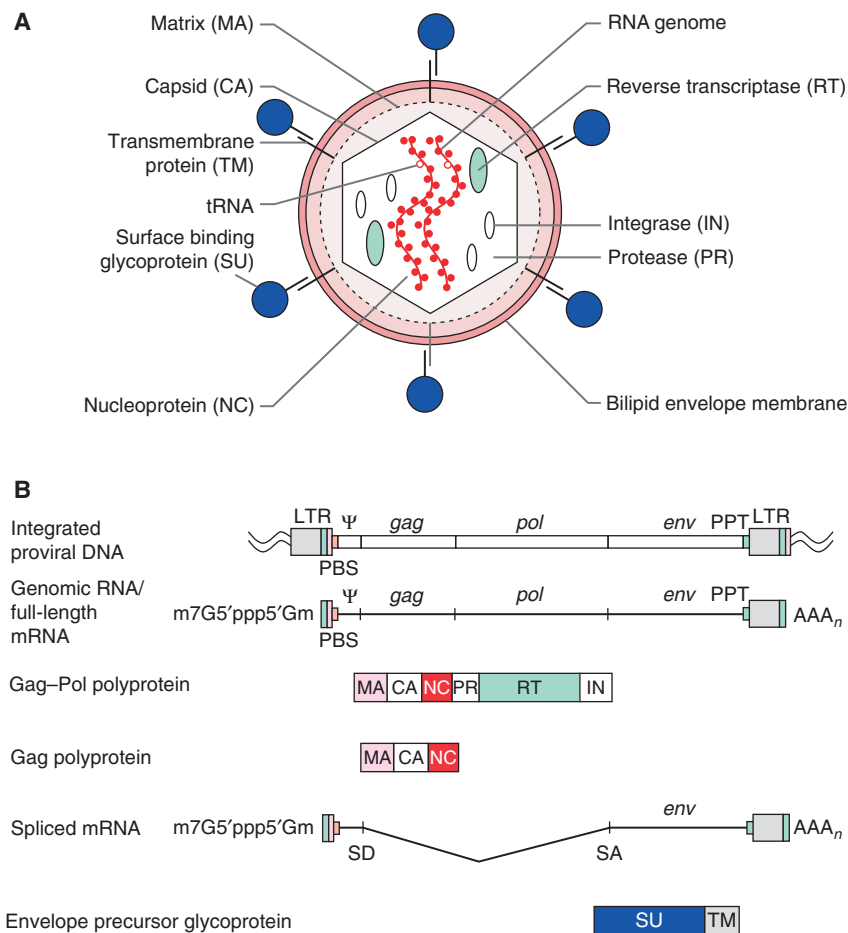 A
Matrix (MA)
Capsid (CA)
Transmembrane
protein (TM)
tRNA
Surface binding
glycoprotein (SU)
Nucleoprotein (NC)
RNA genome
Reverse transcriptase (RT)
Integrase (IN)
Protease (PR)
Bilipid envelope membrane
B
Integrated
proviral DNA
LTR Ψ gag pol env PPT LTR
PBS
Genomic RNA/
full-length
mRNA
m7G5′ppp5′Gm Ψ gag pol env PPT AAAn
PBS
Gag–Pol polyprotein
MA CA NC PR RT IN
Gag polyprotein
MA CA NC
Spliced mRNA
m7G5′ppp5′Gm env AAAn
SD SA
Envelope precursor glycoprotein
SU TM